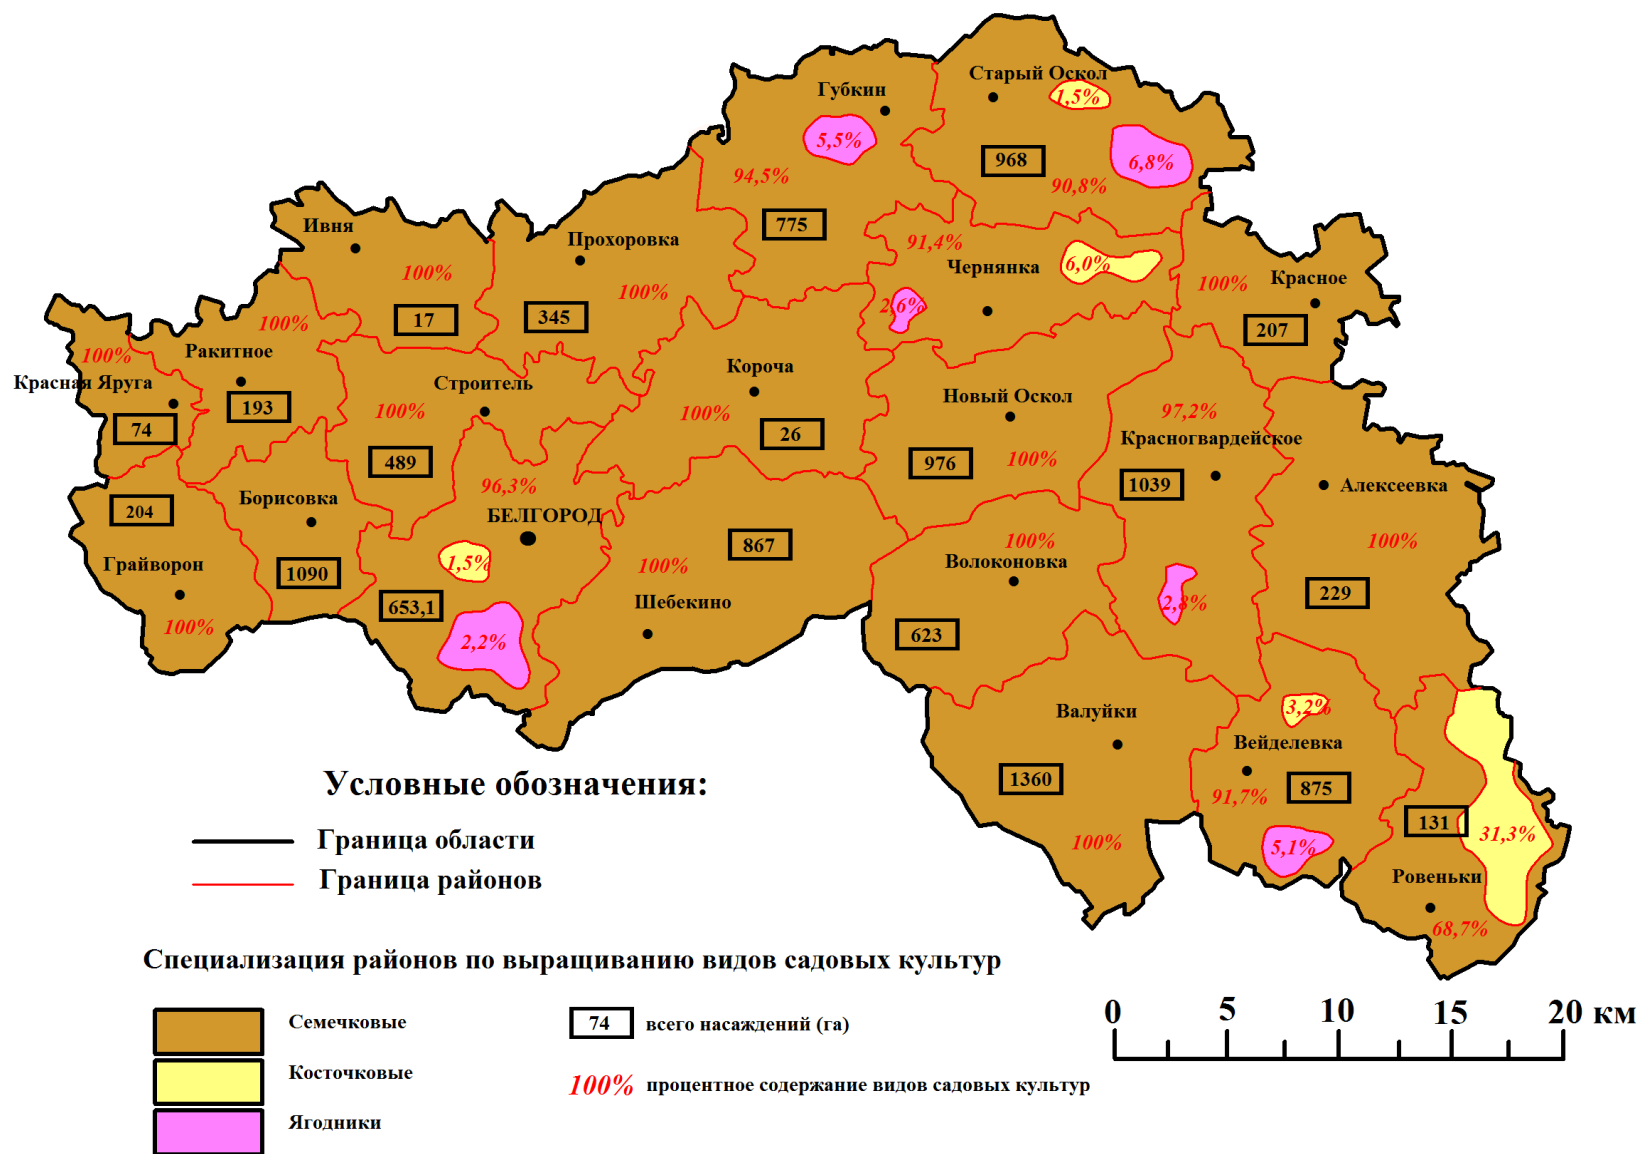 Старый Оскол
1,5%
Губкин
5,5%
968
6,8%
94,5%
90,8%
775
Ивня
Прохоровка
91,4%
Чернянка
6,0%
100%
100%
100%
Красное
2,6%
17
345
207
100%
Ракитное
100%
Красная Яруга
193
74
Строитель
100%
489
Короча
100%
26
Новый Оскол
976
100%
97,2%
Красногвардейское
1039
Алексеевка
100%
229
204
Грайворон
100%
Борисовка
1090
96,3%
БЕЛГОРОД
1,5%
653,1
2,2%
867
100%
Шебекино
100%
Волоконовка
623
2,8%
Валуйки
1360
100%
3,2%
Вейделевка
875
91,7%
5,1%
131
31,3%
Ровеньки
68,7%
Условные обозначения:
Граница области
Граница районов
Специализация районов по выращиванию видов садовых культур
Семечковые
Косточковые
Ягодники
74 всего насаждений (га)
100% процентное содержание видов садовых культур
0 5 10 15 20 км